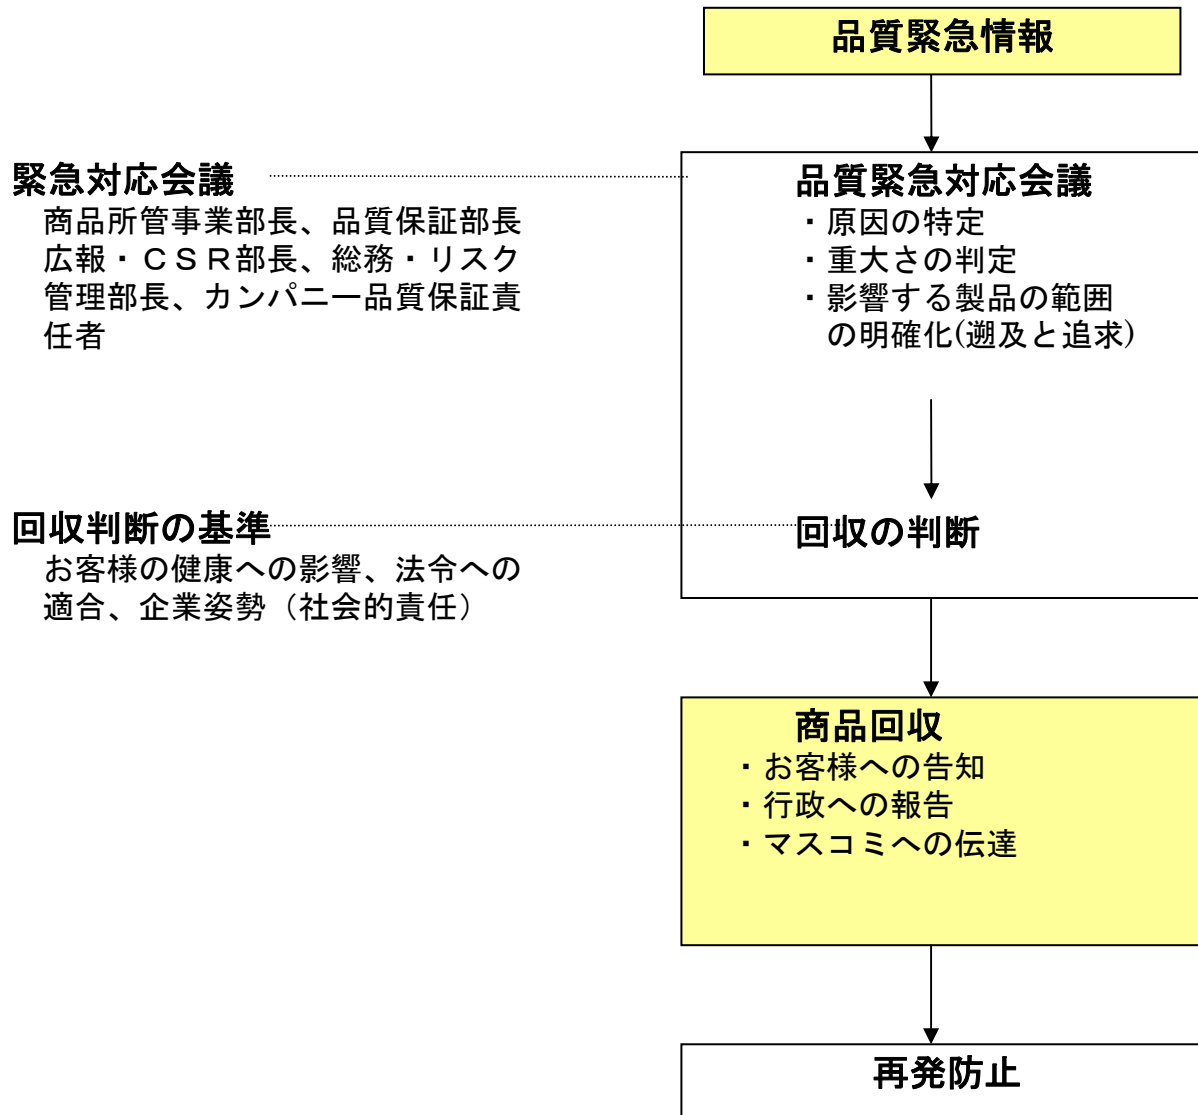 品質緊急情報
緊急対応会議
商品所管事業部長、品質保証部長
広報・ＣＳＲ部長、総務・リスク
管理部長、カンパニー品質保証責
任者
品質緊急対応会議
・原因の特定
・重大さの判定
・影響する製品の範囲
の明確化(遡及と追求)
回収判断の基準
お客様の健康への影響、法令への
適合、企業姿勢（社会的責任）
回収の判断
商品回収
・お客様への告知
・行政への報告
・マスコミへの伝達
再発防止